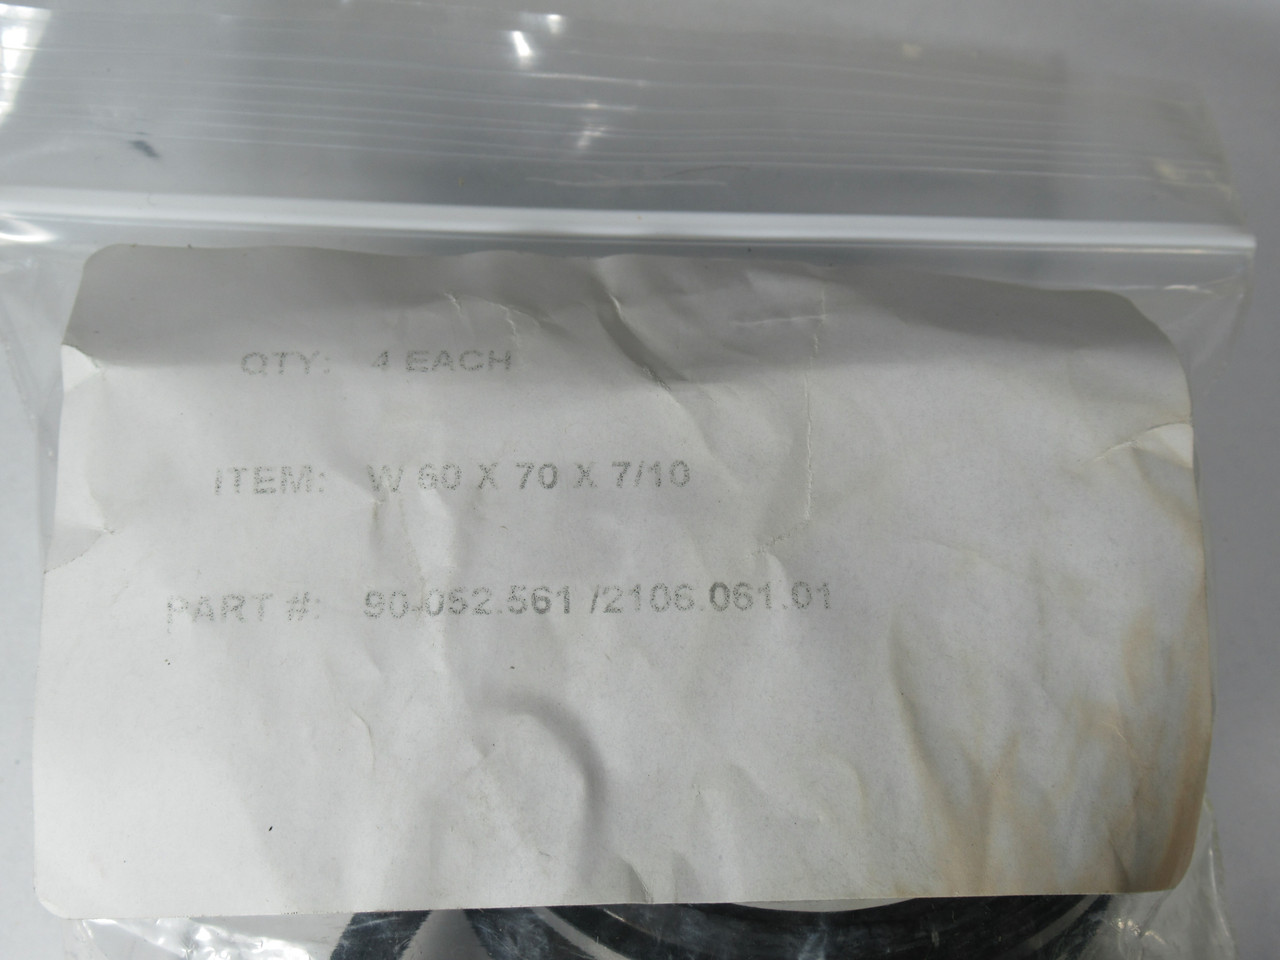 QTY: 4 EACH
ITEM: W 60 X 70 X 7/10
PART #: 90-052.561 /2106.061.01